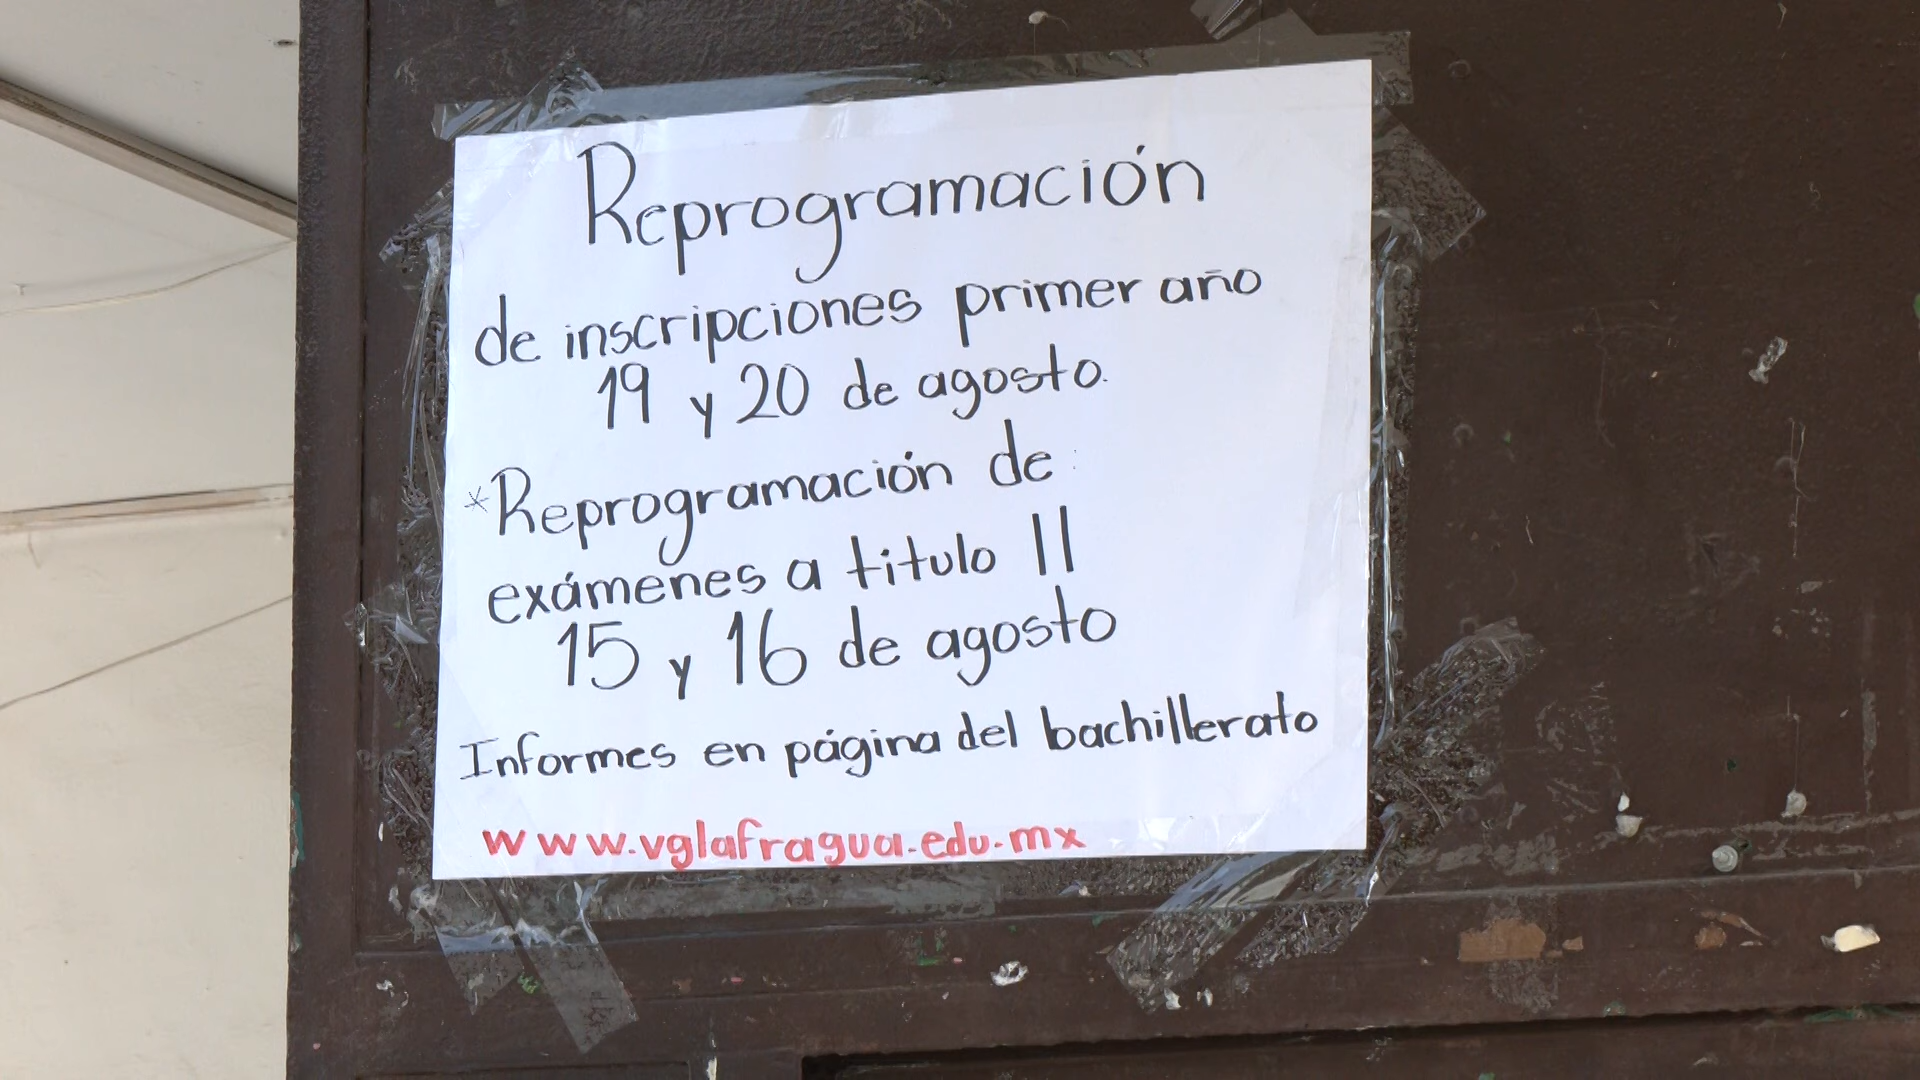 Reprogramación
de inscripciones primer año
19 y 20 de agosto.
*Reprogramación de:
exámenes a titulo II
15 y 16 de agosto
Informes en página del bachillerato
www.vglafragua.edu.mx